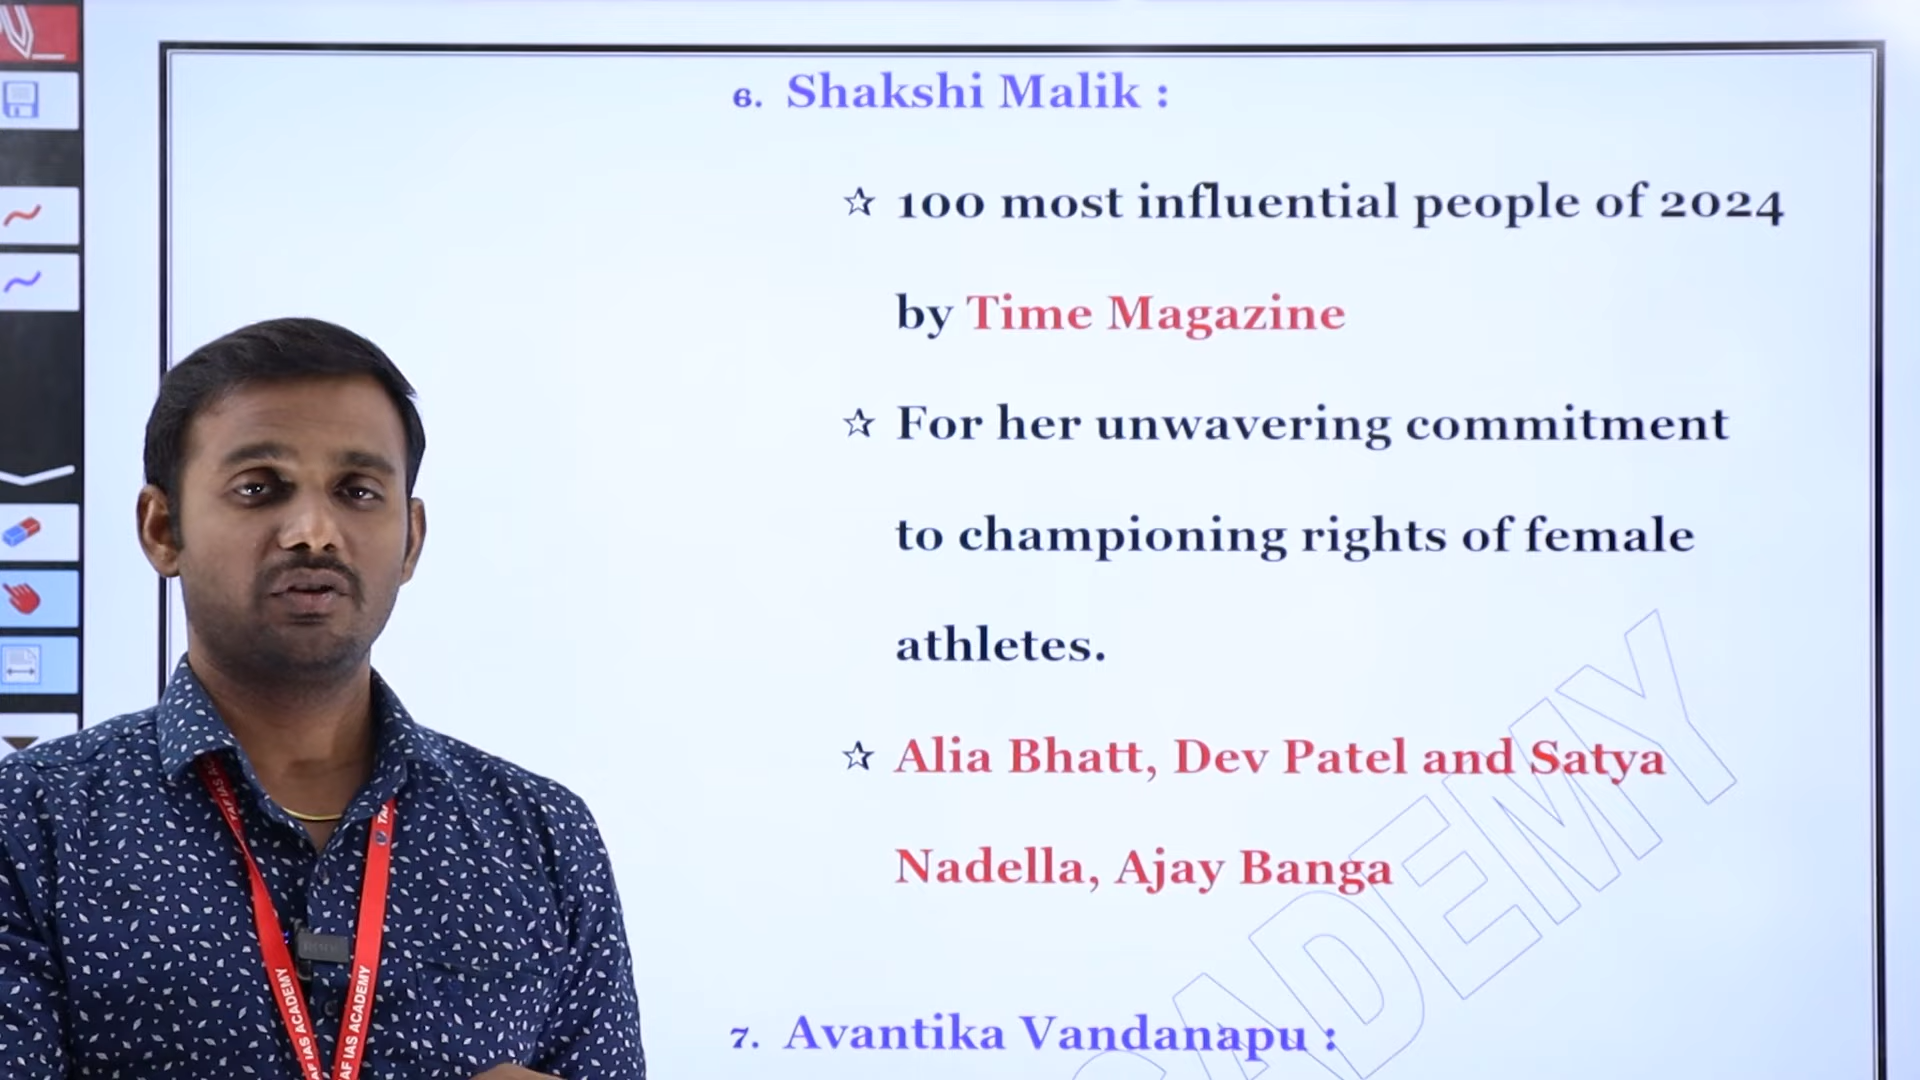 6. Shakshi Malik :
☆ 100 most influential people of 2024
by Time Magazine
☆ For her unwavering commitment
to championing rights of female
athletes.
☆ Alia Bhatt, Dev Patel and Satya
Nadella, Ajay Banga
7. Avantika Vandanapu :
ACADEMY
AF IAS ACADEMY
AF IAS ACADEMY